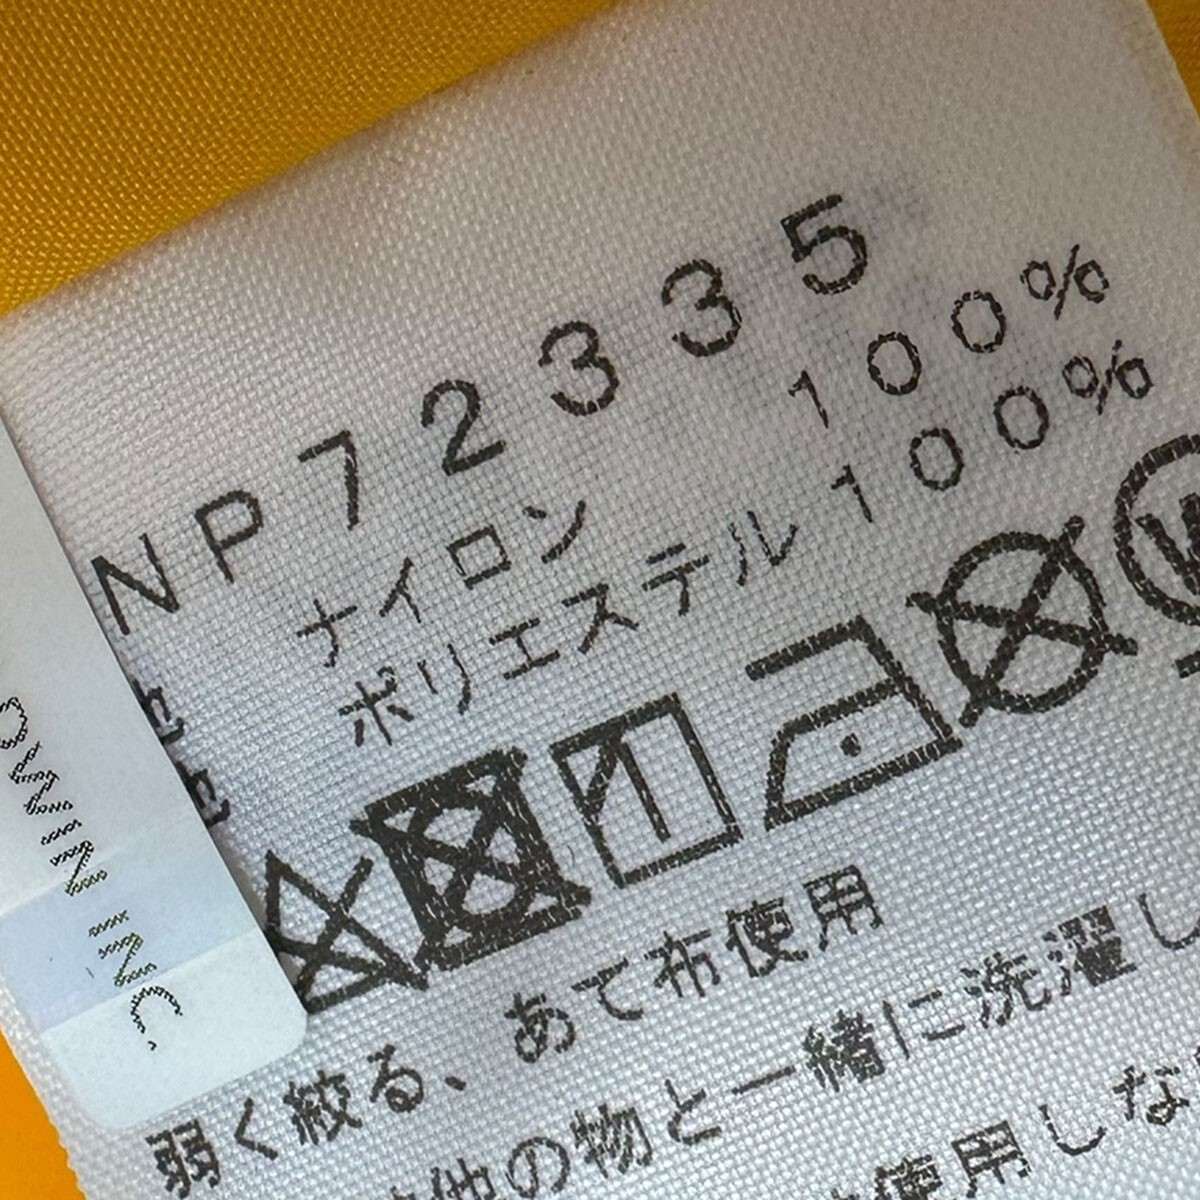 NP72335
ナイロン 100%
ポリエステル 100%
W
弱く絞る、あて布使用
他の物と一緒に洗濯し
使用しな
DWIN INC.